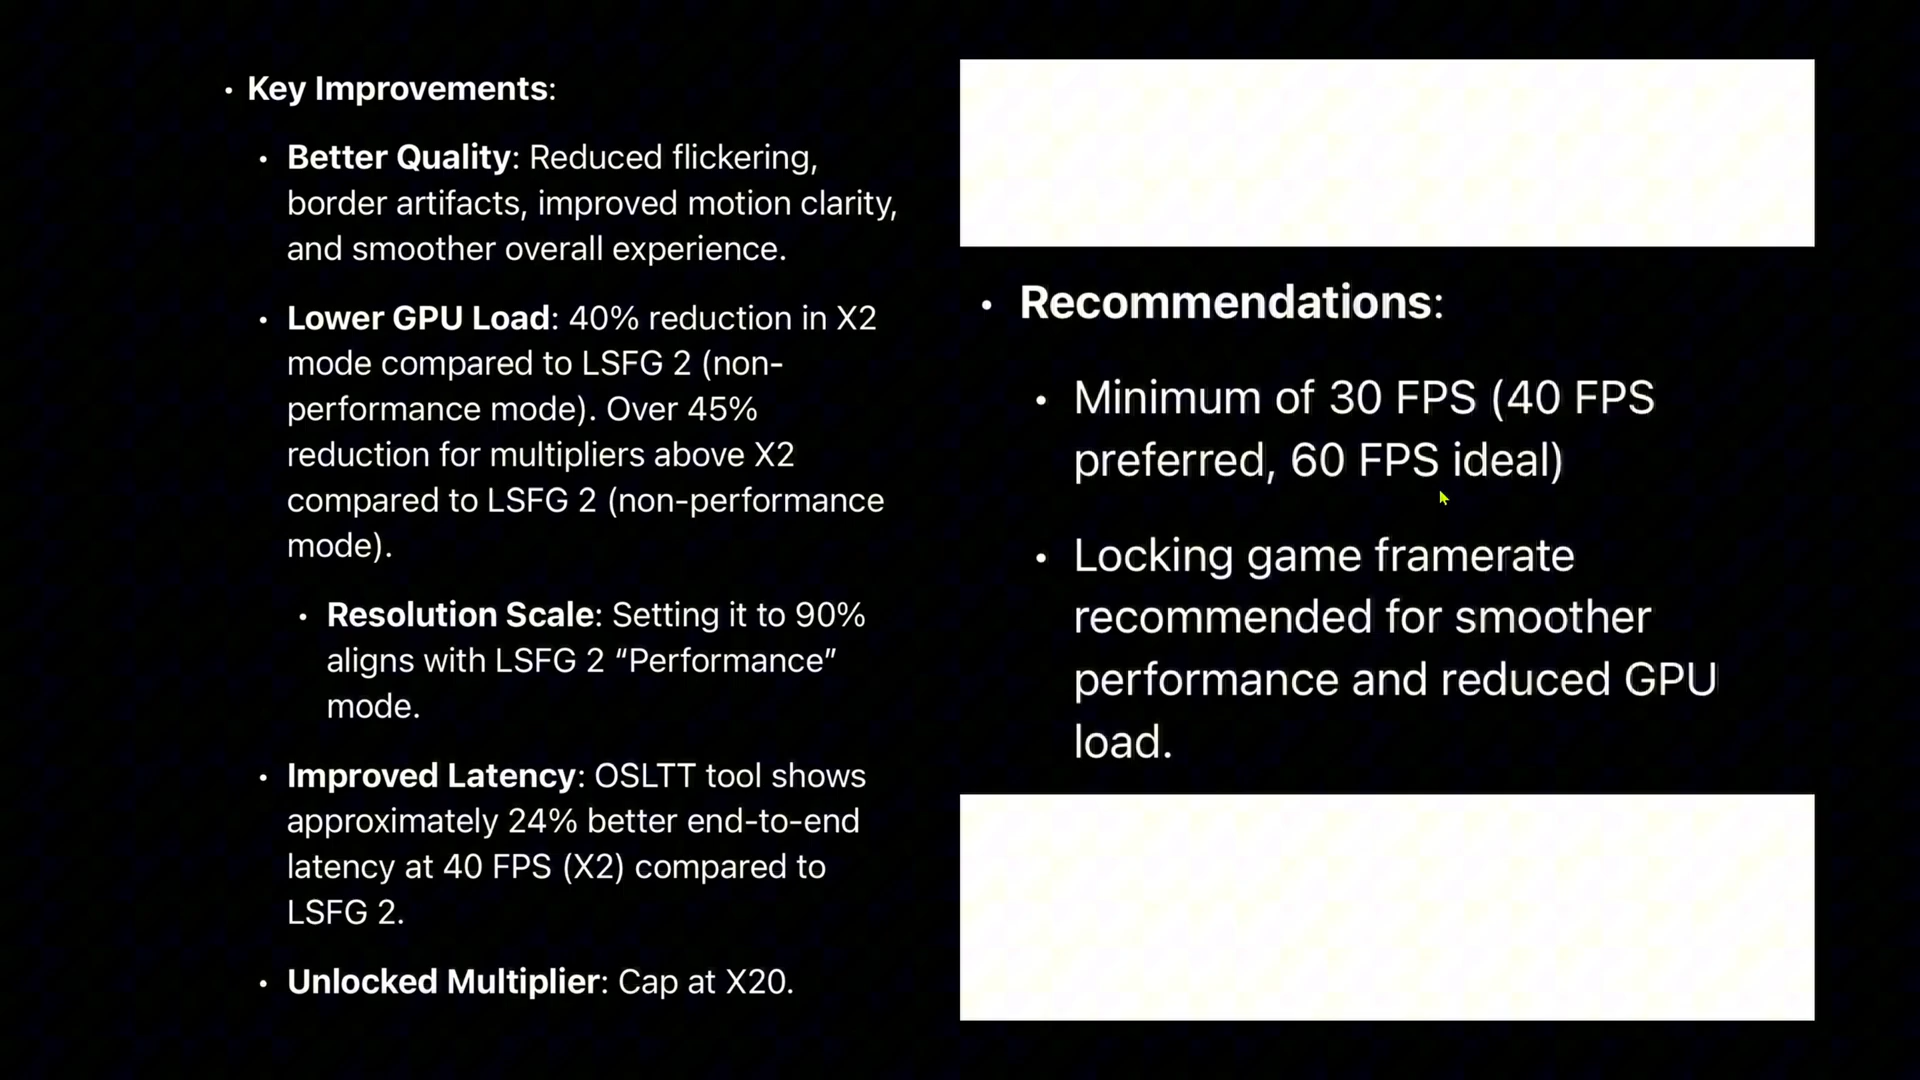 • Key Improvements:
• Better Quality: Reduced flickering,
border artifacts, improved motion clarity,
and smoother overall experience.
• Lower GPU Load: 40% reduction in X2
mode compared to LSFG 2 (non-
performance mode). Over 45%
reduction for multipliers above X2
compared to LSFG 2 (non-performance
mode).
• Resolution Scale: Setting it to 90%
aligns with LSFG 2 “Performance”
mode.
• Improved Latency: OSLTT tool shows
approximately 24% better end-to-end
latency at 40 FPS (X2) compared to
LSFG 2.
• Unlocked Multiplier: Cap at X20.
• Recommendations:
• Minimum of 30 FPS (40 FPS
preferred, 60 FPS ideal)
• Locking game framerate
recommended for smoother
performance and reduced GPU
load.